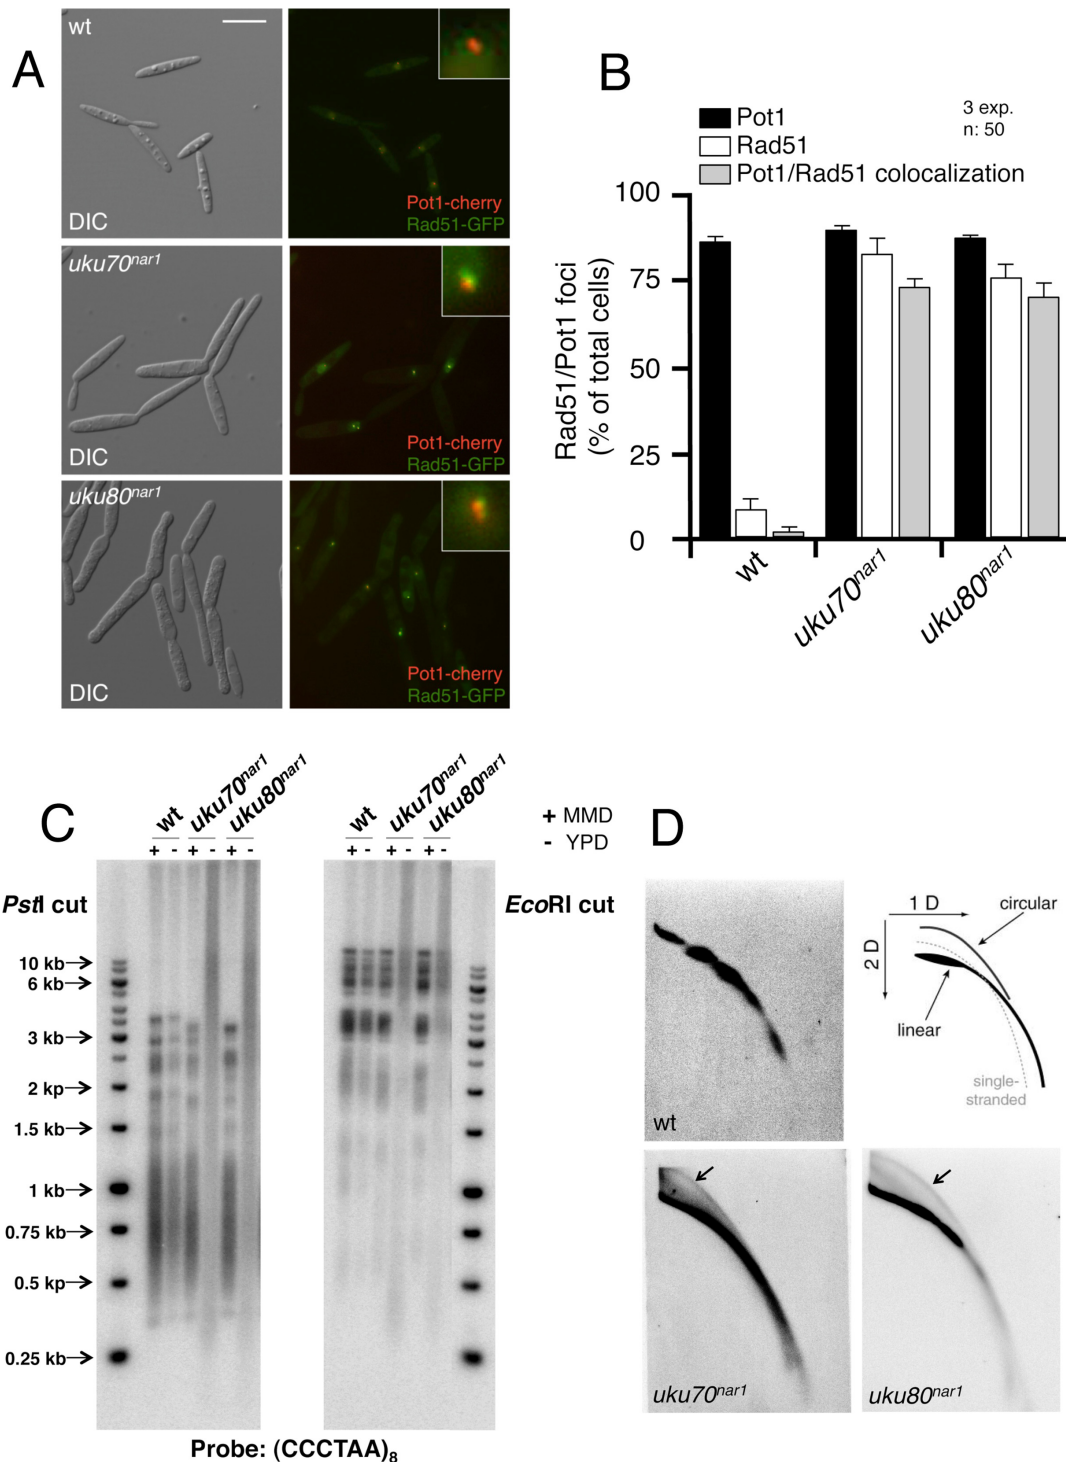 A
wt
DIC
Pot1-cherry
Rad51-GFP
uku70nar1
DIC
Pot1-cherry
Rad51-GFP
uku80nar1
DIC
Pot1-cherry
Rad51-GFP
B
Pot1
Rad51
Pot1/Rad51 colocalization
3 exp.
n: 50
Rad51/Pot1 foci
(% of total cells)
100
75
50
25
0
wt
uku70nar1
uku80nar1
C
wt
uku70nar1
uku80nar1
+ - + - + -
wt
uku70nar1
uku80nar1
+ - + - + -
+ MMD
- YPD
PstI cut
EcoRI cut
10 kb
6 kb
3 kb
2 kp
1.5 kb
1 kb
0.75 kb
0.5 kp
0.25 kb
Probe: (CCCTAA)8
D
wt
1 D
2 D
circular
linear
single-
stranded
uku70nar1
uku80nar1